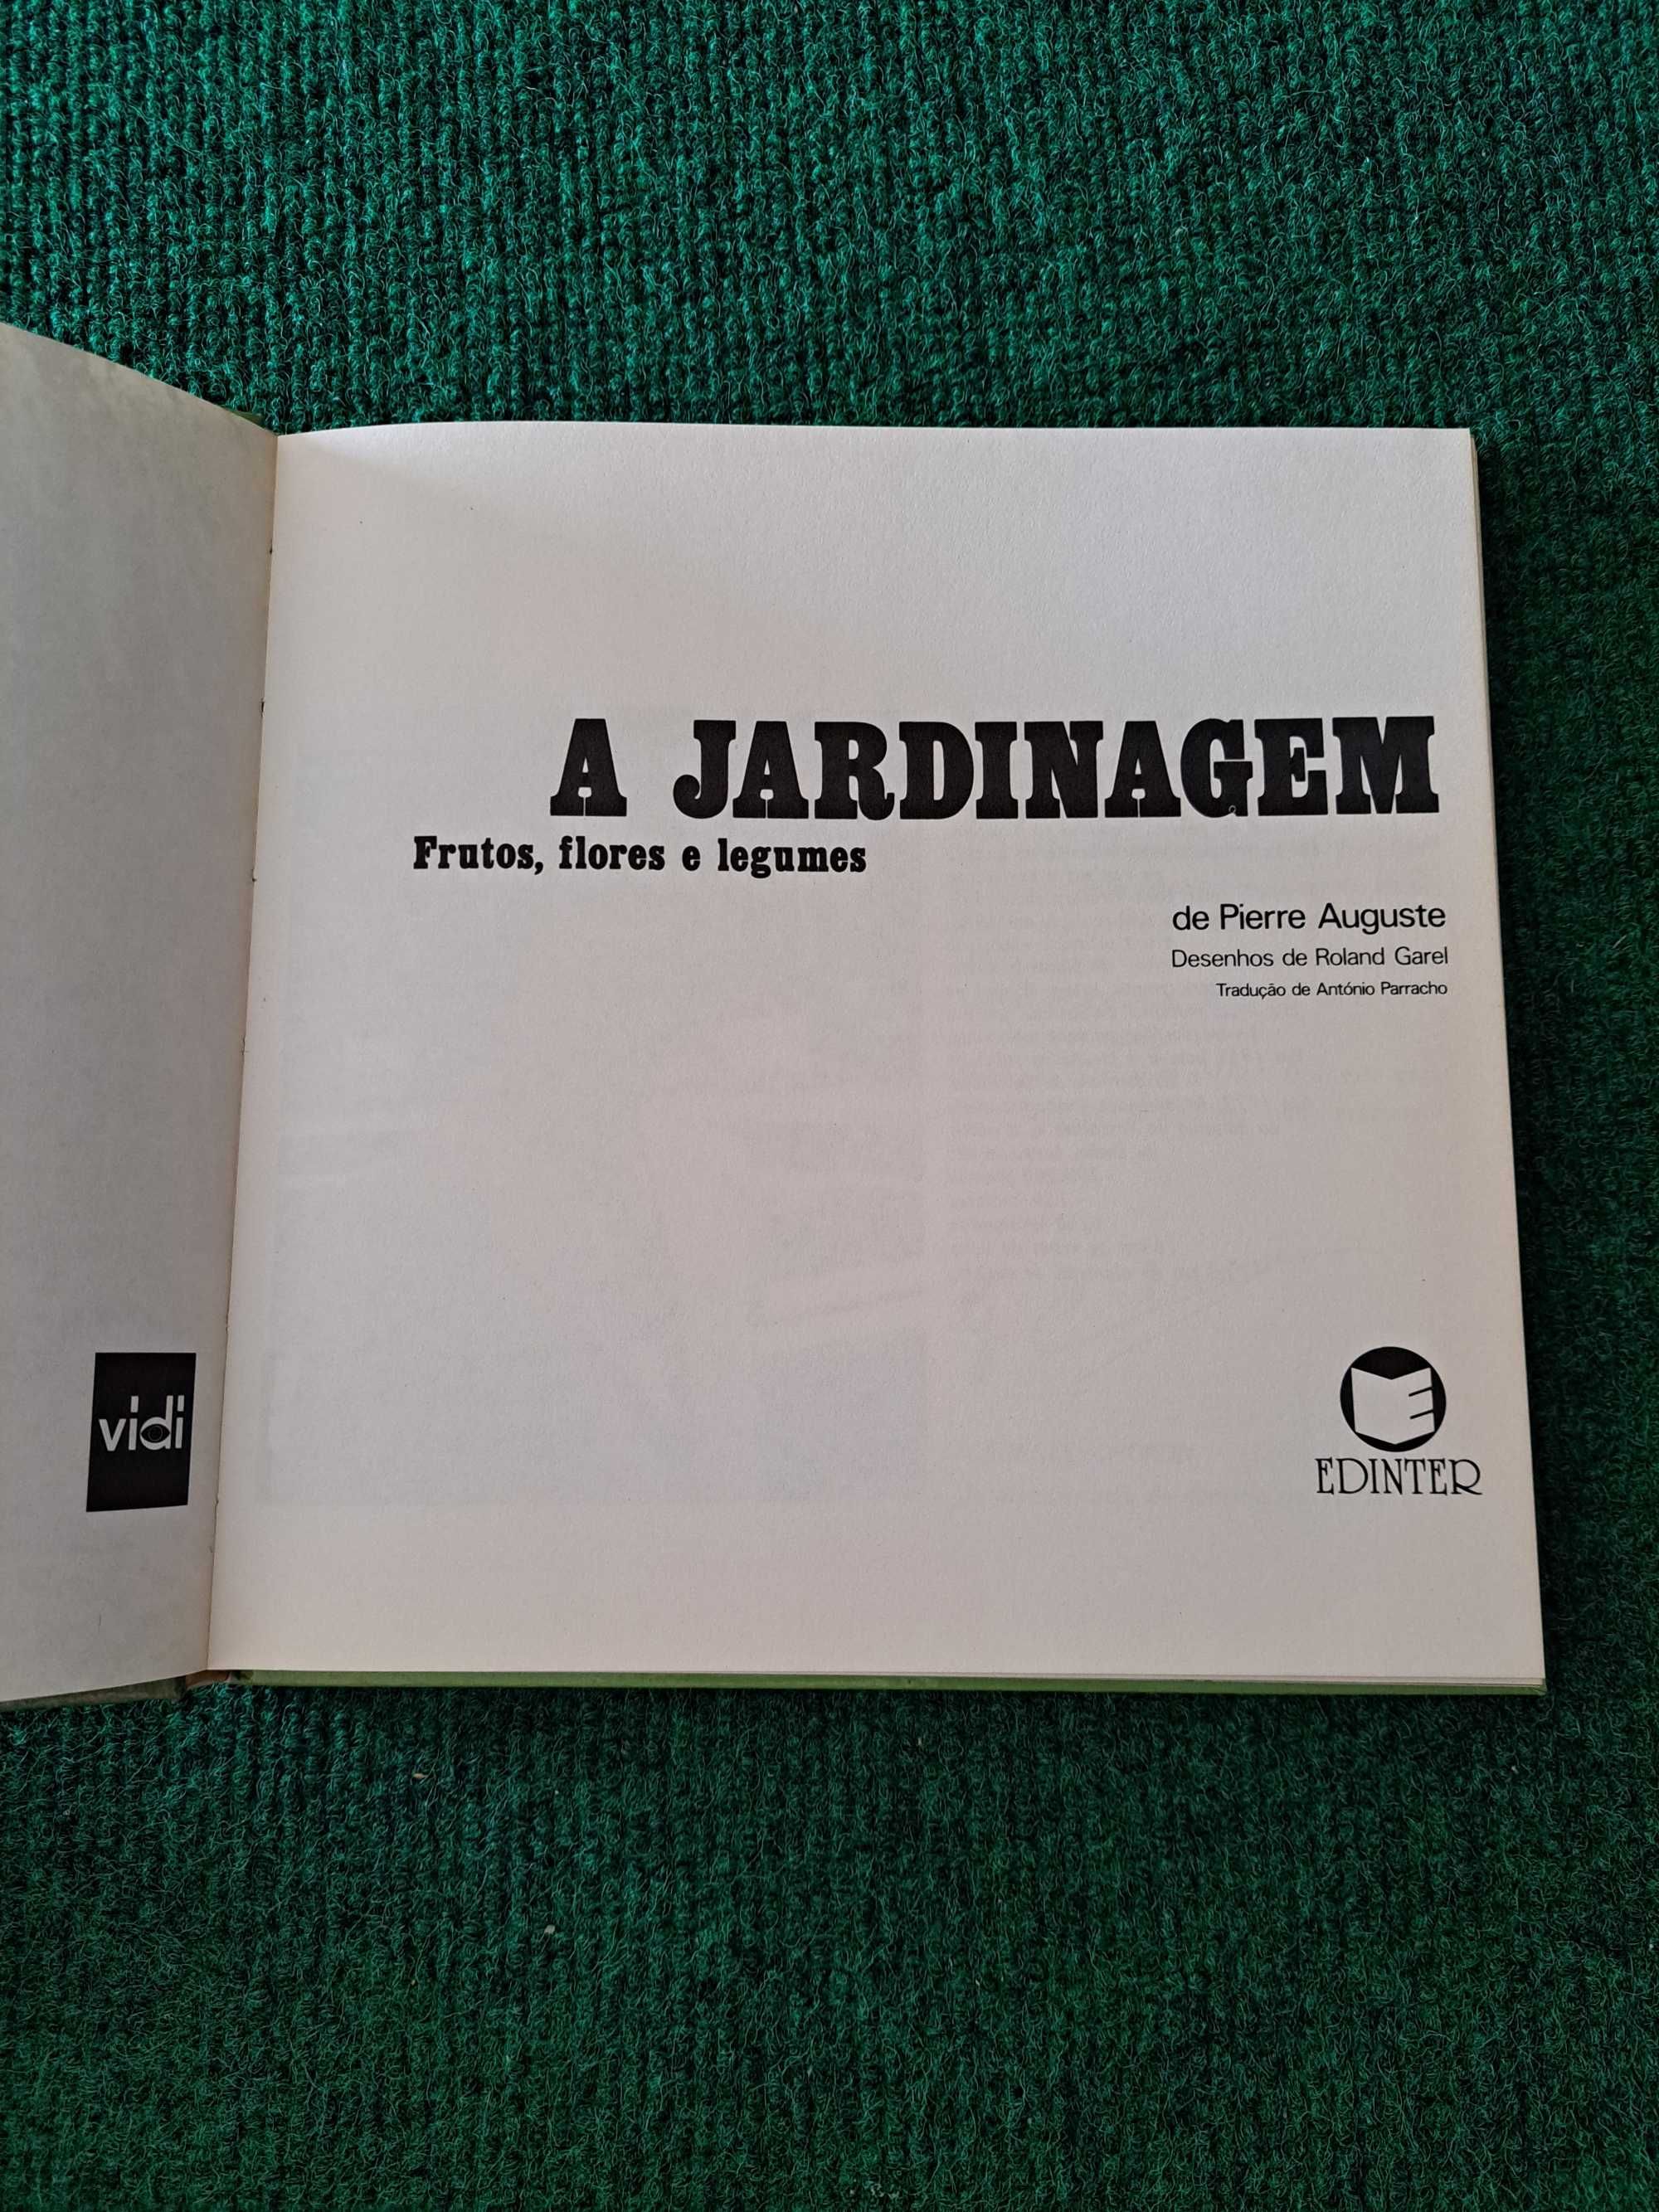 vidi
A JARDINAGEM
Frutos, flores e legumes
de Pierre Auguste
Desenhos de Roland Garel
Tradução de António Parracho
EDINTER